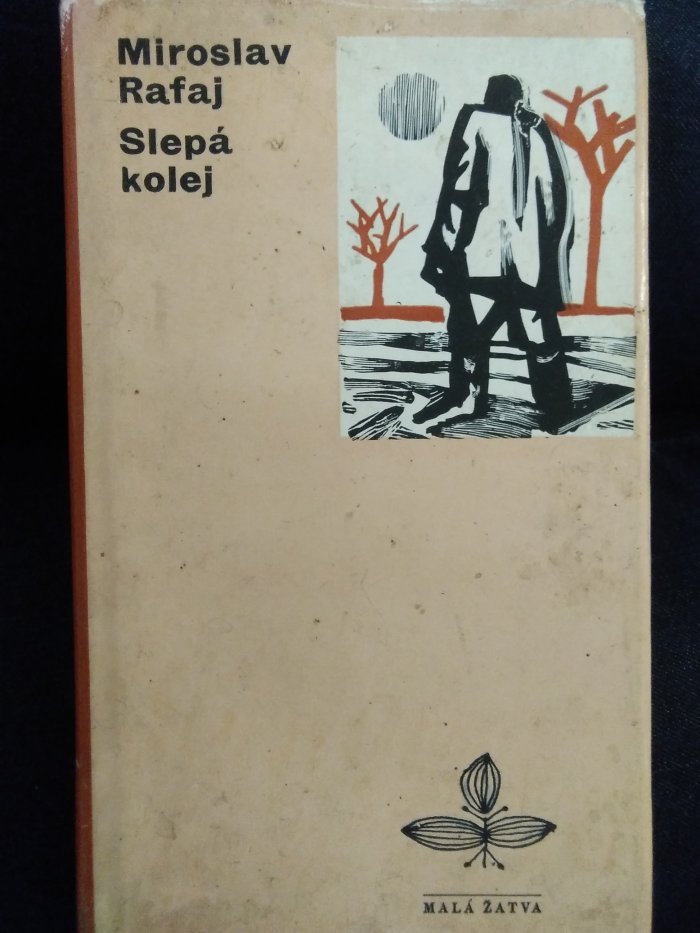 Miroslav
Rafaj
Slepá
kolej
MALÁ ŽATVA